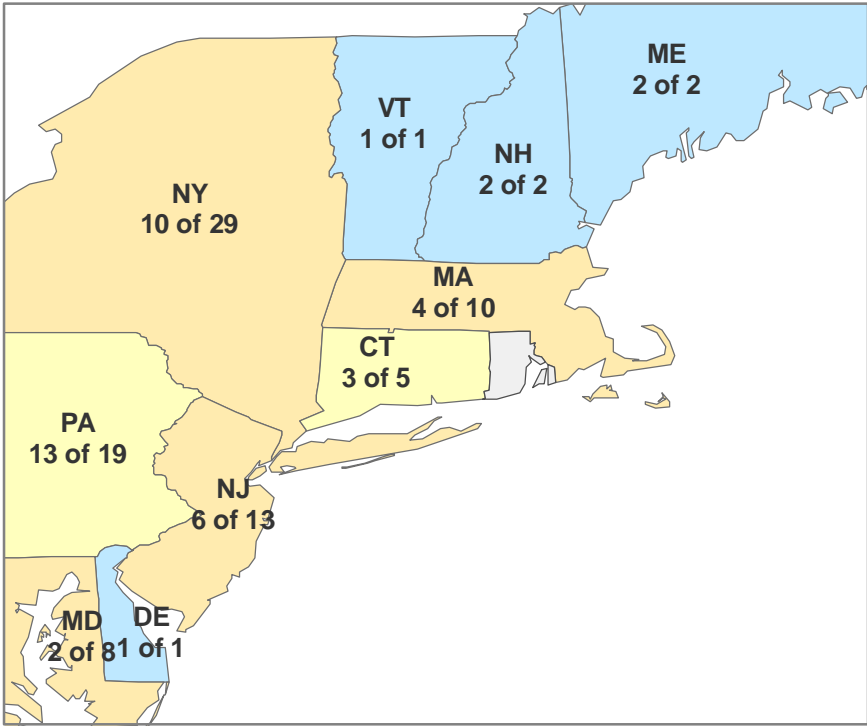 ME
2 of 2
VT
1 of 1
NH
2 of 2
NY
10 of 29
MA
4 of 10
CT
3 of 5
PA
13 of 19
NJ
6 of 13
MD
2 of 8
DE
1 of 1